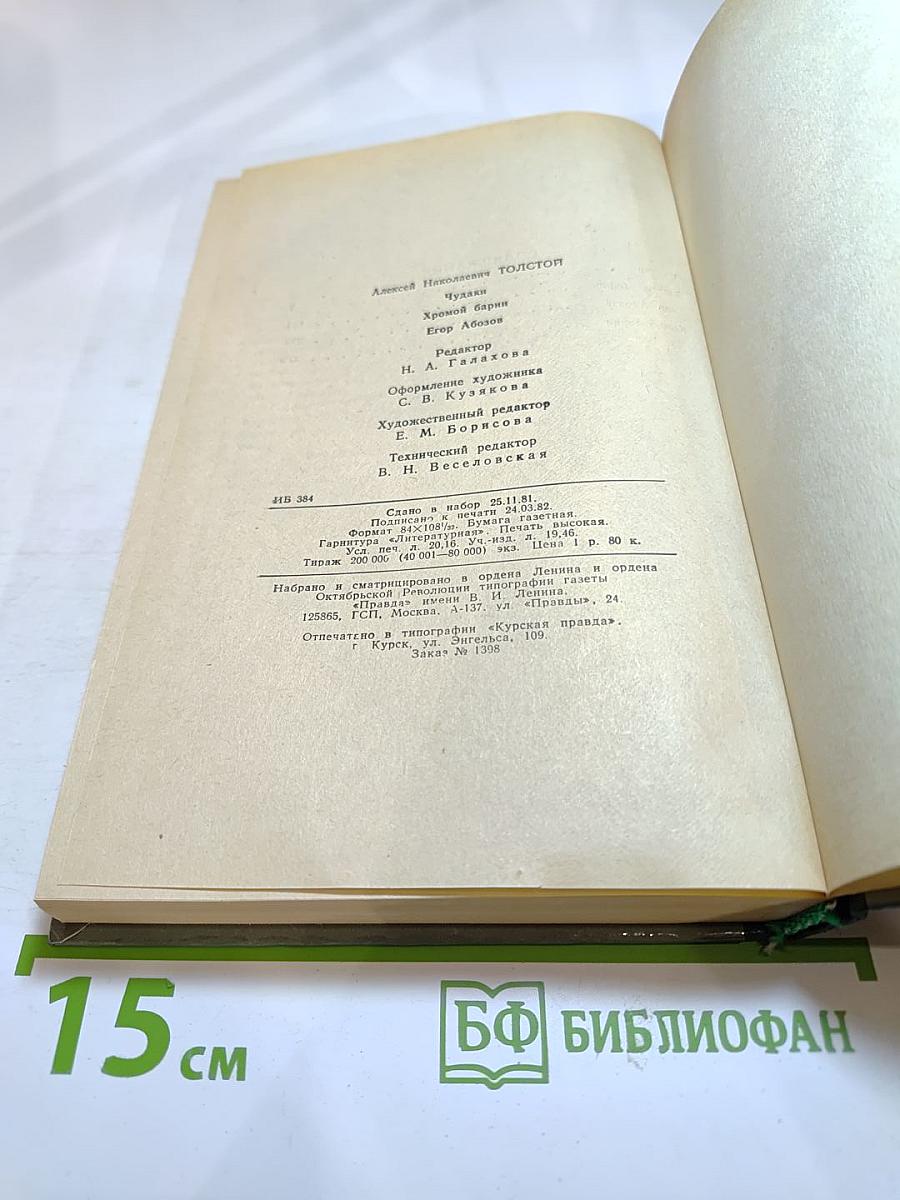 Алексей Николаевич ТОЛСТОЙ
Чудаки
Хромой барин
Егор Абозов
Редактор
Н. А. Галахова
Оформление художника
С. В. Кузякова
Художественный редактор
Е. М. Борисова
Технический редактор
В. Н. Веселовская
ИБ 384
Сдано в набор 25.11.81.
Подписано к печати 24.03.82.
Формат 84×108¹/₃₂. Бумага газетная.
Гарнитура «Литературная». Печать высокая.
Усл. печ. л. 20,16. Уч.-изд. л. 19,46.
Тираж 200 000 (40 001—80 000) экз. Цена 1 р. 80 к.
Набрано и сматрицировано в ордена Ленина и ордена
Октябрьской Революции типографии газеты
«Правда» имени В. И. Ленина.
125865, ГСП, Москва, А-137, ул. «Правды», 24.
Отпечатано в типографии «Курская правда».
г Курск, ул. Энгельса, 109.
Заказ № 1398
15 см
БФ БИБЛИОФАН